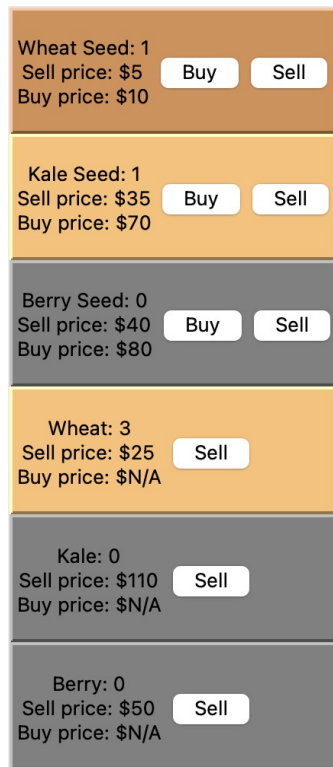 Wheat Seed: 1
Sell price: $5
Buy price: $10
Buy
Sell
Kale Seed: 1
Sell price: $35
Buy price: $70
Buy
Sell
Berry Seed: 0
Sell price: $40
Buy price: $80
Buy
Sell
Wheat: 3
Sell price: $25
Buy price: $N/A
Sell
Kale: 0
Sell price: $110
Buy price: $N/A
Sell
Berry: 0
Sell price: $50
Buy price: $N/A
Sell